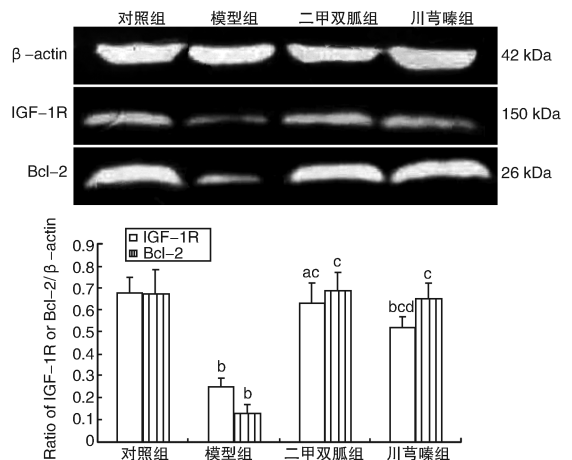 对照组 模型组 二甲双胍组 川芎嗪组
β-actin 42 kDa
IGF-1R 150 kDa
Bcl-2 26 kDa
Ratio of IGF-1R or Bcl-2/β-actin
0.9
0.8
0.7
0.6
0.5
0.4
0.3
0.2
0.1
0
IGF-1R
Bcl-2
b
b
ac
c
bcd
c
对照组 模型组 二甲双胍组 川芎嗪组